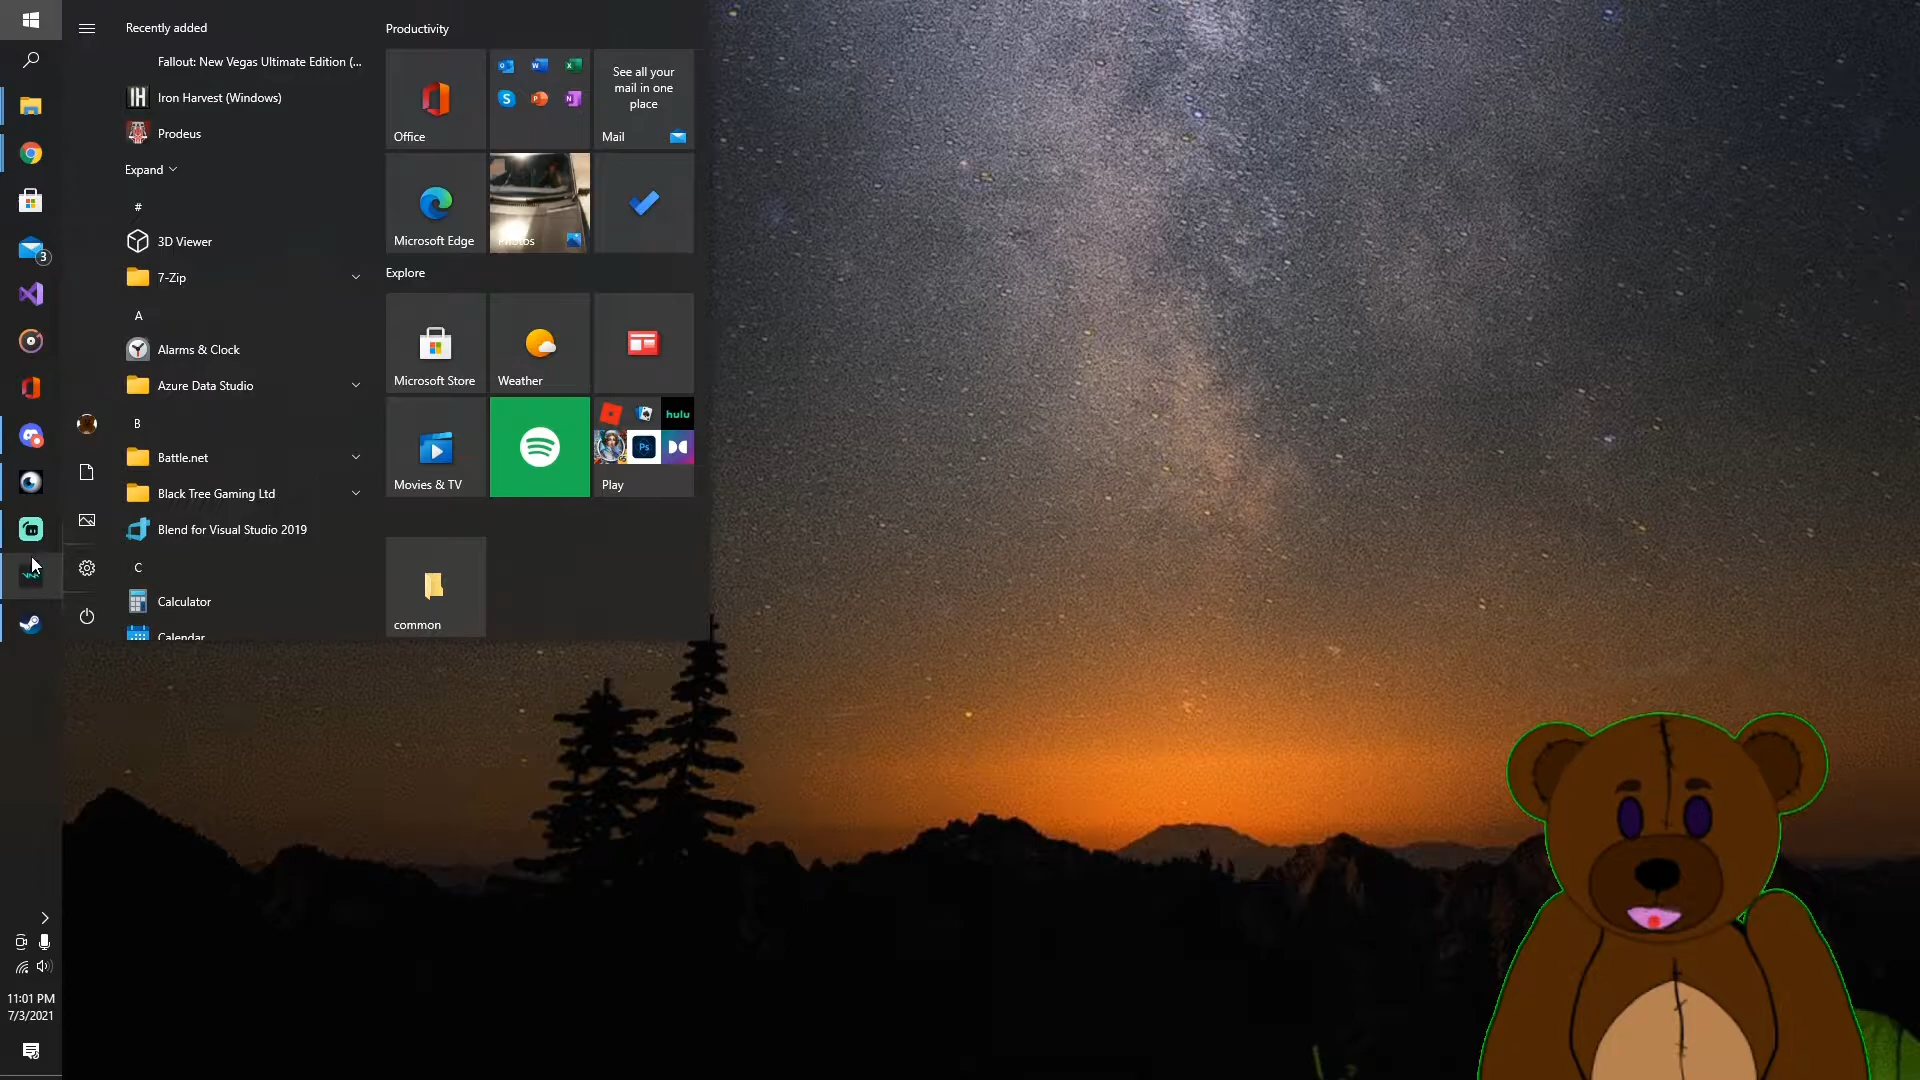 Recently added
Fallout: New Vegas Ultimate Edition (...
Iron Harvest (Windows)
Prodeus
Expand
#
3D Viewer
7-Zip
A
Alarms & Clock
Azure Data Studio
B
Battle.net
Black Tree Gaming Ltd
Blend for Visual Studio 2019
C
Calculator
Calendar
Productivity
Office
See all your
mail in one
place
Mail
Microsoft Edge
Photos
Explore
Microsoft Store
Weather
Movies & TV
hulu
Ps
Play
common
3
11:01 PM
7/3/2021